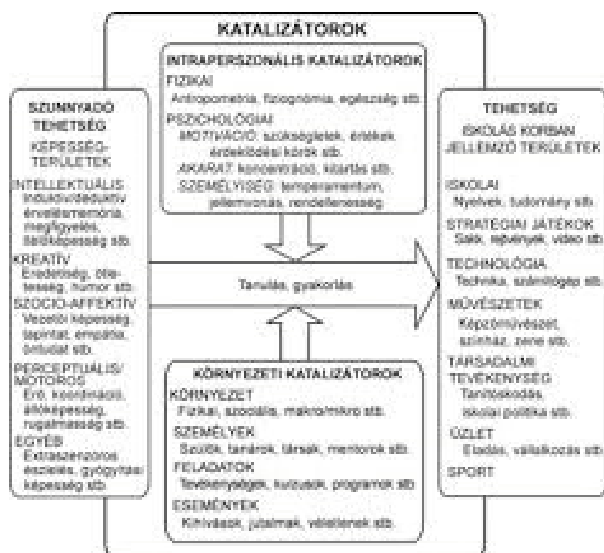 KATALIZÁTOROK
INTRAPERSZONÁLIS KATALIZÁTOROK
FIZIKAI
Antropometria, fiziognómia, egészség stb.
PSZICHOLÓGIAI
MOTIVÁCIÓ: szükségletek, értékek
érdeklődési körök stb.
AKARAT: koncentráció, kitartás stb.
SZEMÉLYISÉG: temperamentum,
jellemvonás, rendellenesség
SZUNNYADÓ
TEHETSÉG
KÉPESSÉG-
TERÜLETEK
INTELLEKTUÁLIS
Induktív/deduktív
érvelés/memória,
megfigyelés,
ítélőképesség stb.
KREATÍV
Eredetiség, ötle-
tesség, humor stb.
SZOCIO-AFFEKTÍV
Vezetői képesség,
tapintat, empátia,
öntudat stb.
PERCEPTUÁLIS/
MOTOROS
Erő, koordináció,
állóképesség,
rugalmasság stb.
EGYÉB
Extraszenzoros
észlelés, gyógyítási
képesség stb.
Tanulás, gyakorlás
KÖRNYEZETI KATALIZÁTOROK
KÖRNYEZET
Fizikai, szociális, makro/mikro stb.
SZEMÉLYEK
Szülők, tanárok, társak, mentorok stb.
FELADATOK
Tevékenységek, kurzusok, programok stb.
ESEMÉNYEK
Kihívások, jutalmak, véletlenek stb.
TEHETSÉG
ISKOLÁS KORBAN
JELLEMZŐ TERÜLETEK
ISKOLAI
Nyelvek, tudomány stb.
STRATÉGIAI JÁTÉKOK
Sakk, rejtvények, video stb.
TECHNOLÓGIA
Technika, számítógép stb.
MŰVÉSZETEK
Képzőművészet,
színház, zene stb.
TÁRSADALMI
TEVÉKENYSÉG
Tanítóskodás,
iskolai politika stb.
ÜZLET
Eladás, vállalkozás stb.
SPORT